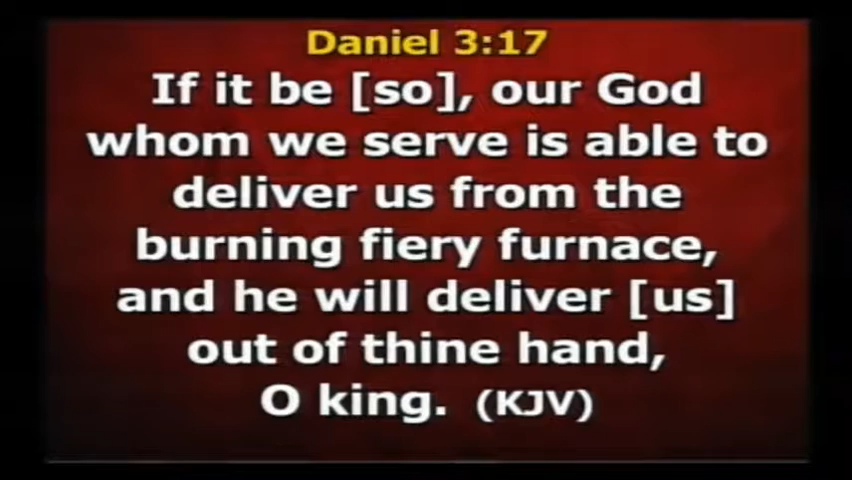 Daniel 3:17
If it be [so], our God
whom we serve is able to
deliver us from the
burning fiery furnace,
and he will deliver [us]
out of thine hand,
O king. (KJV)